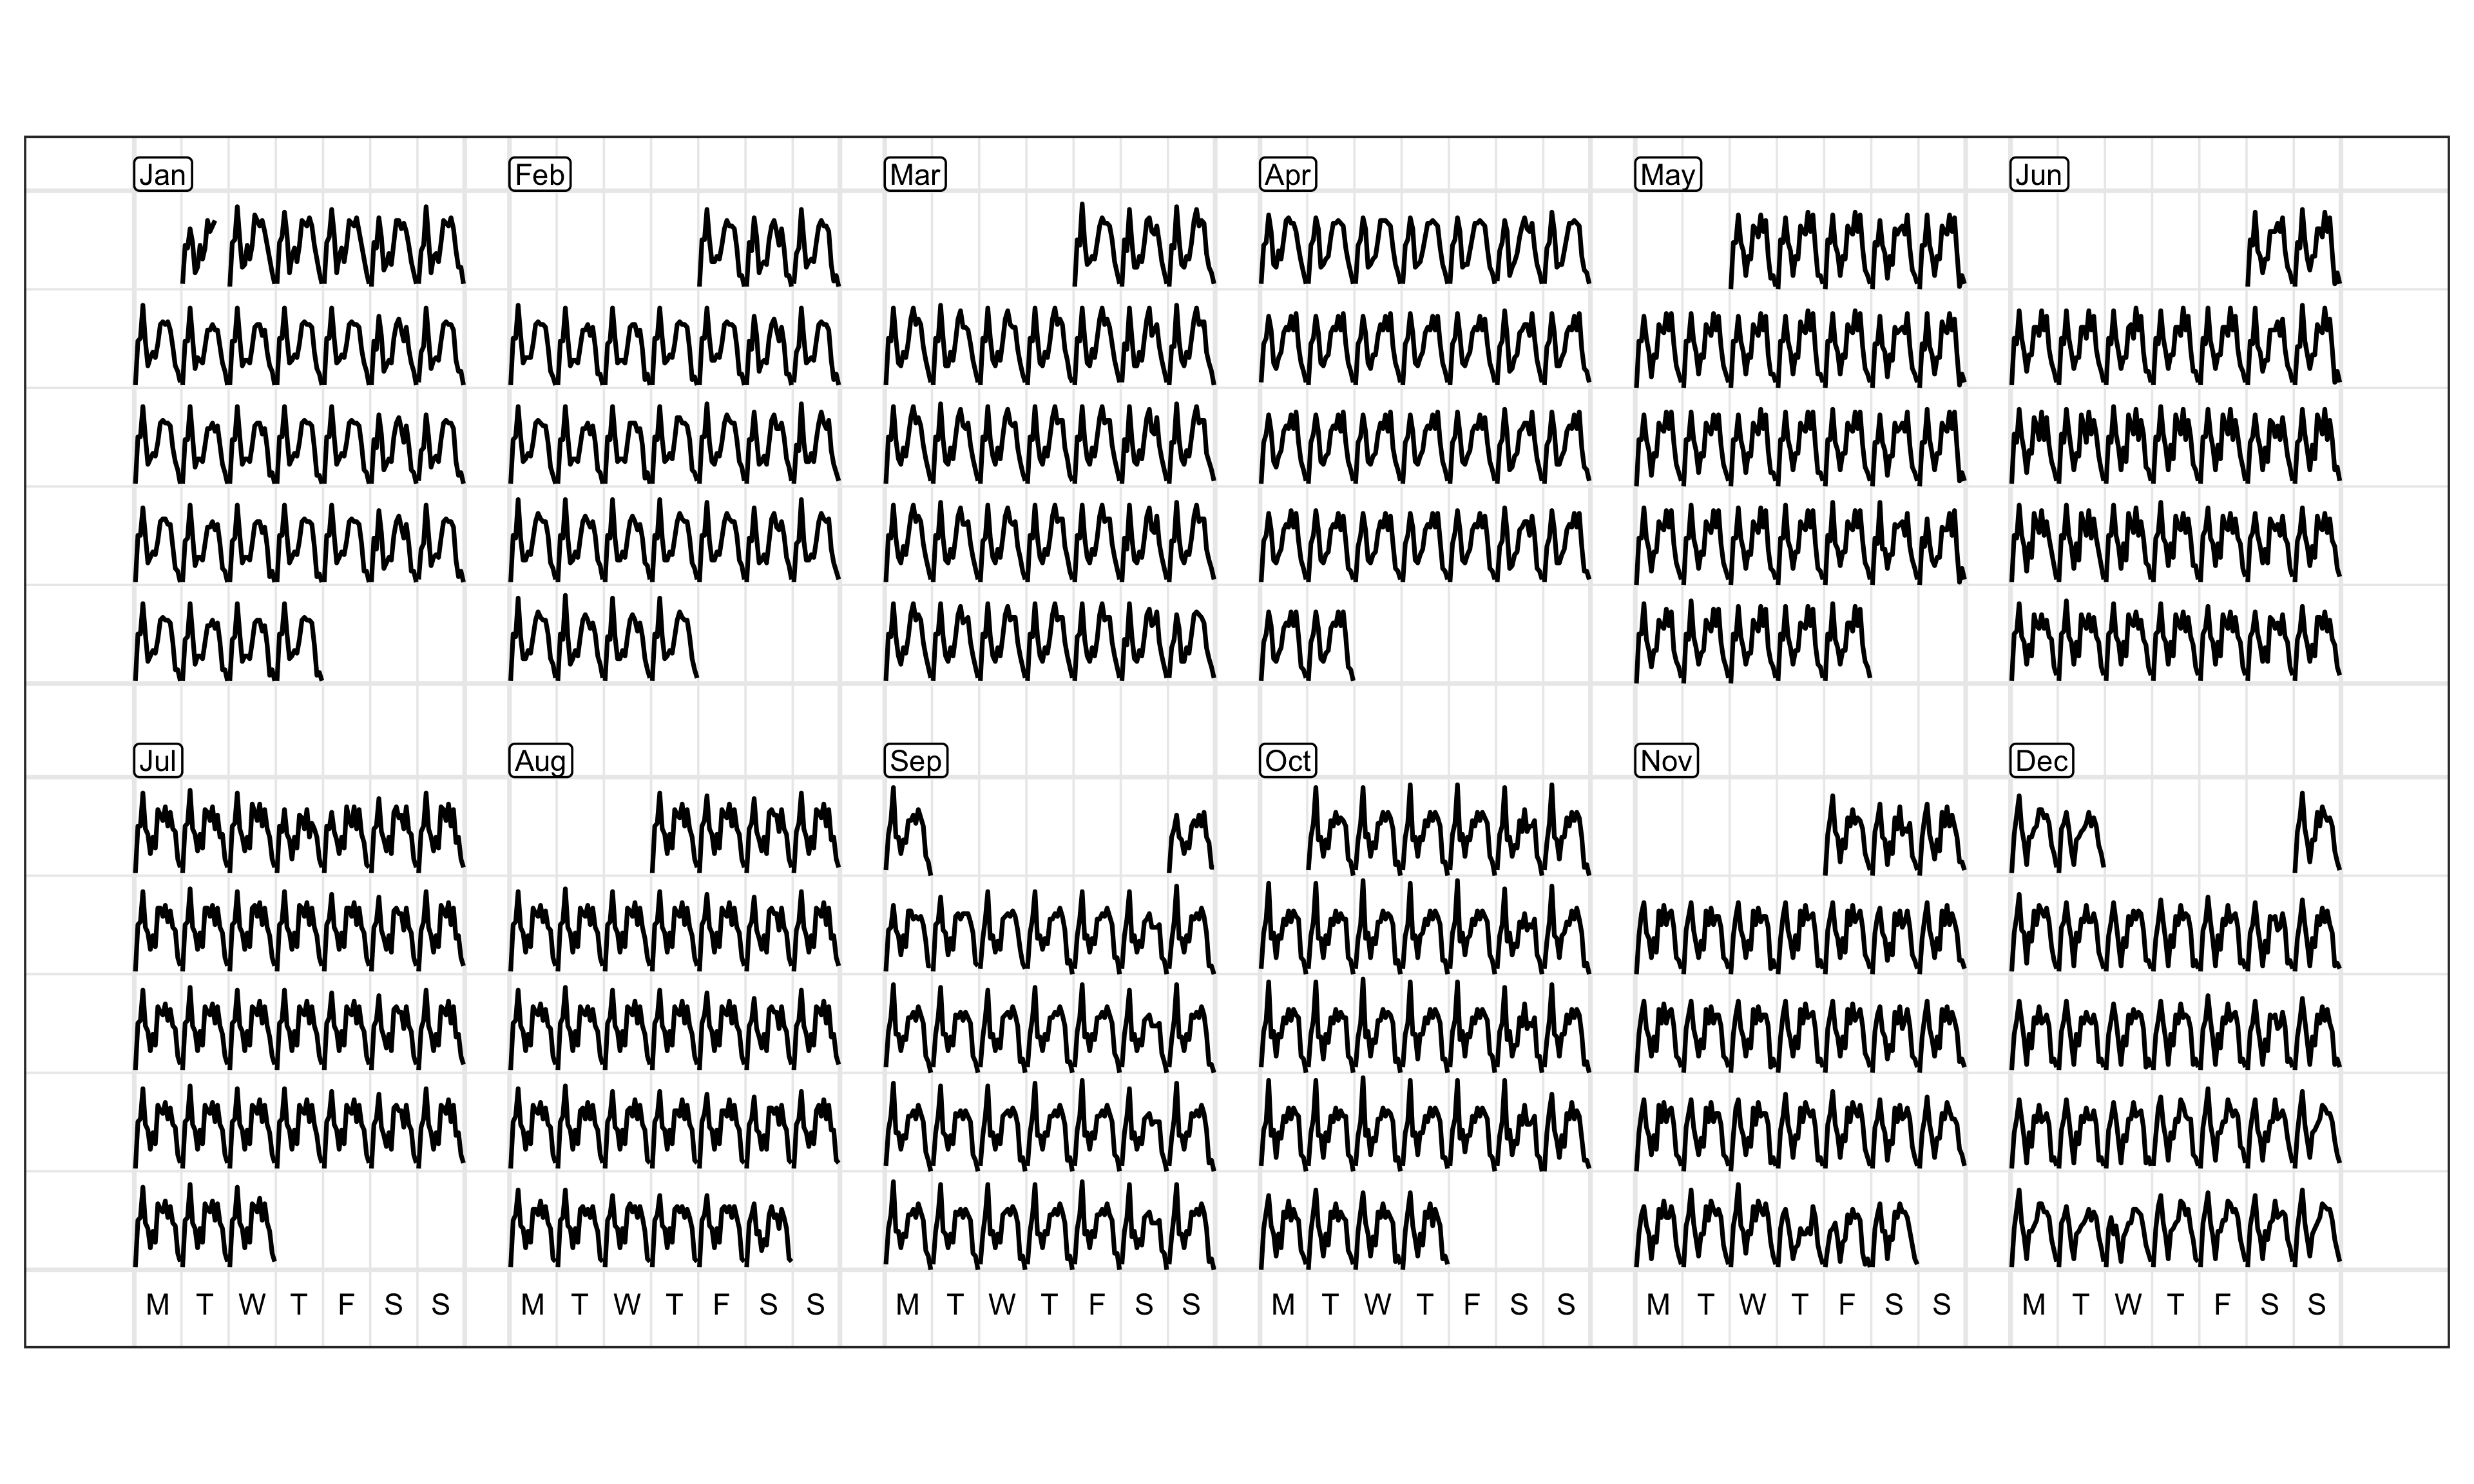 Jan Feb Mar Apr May Jun
Jul Aug Sep Oct Nov Dec
M T W T F S S M T W T F S S M T W T F S S M T W T F S S M T W T F S S M T W T F S S